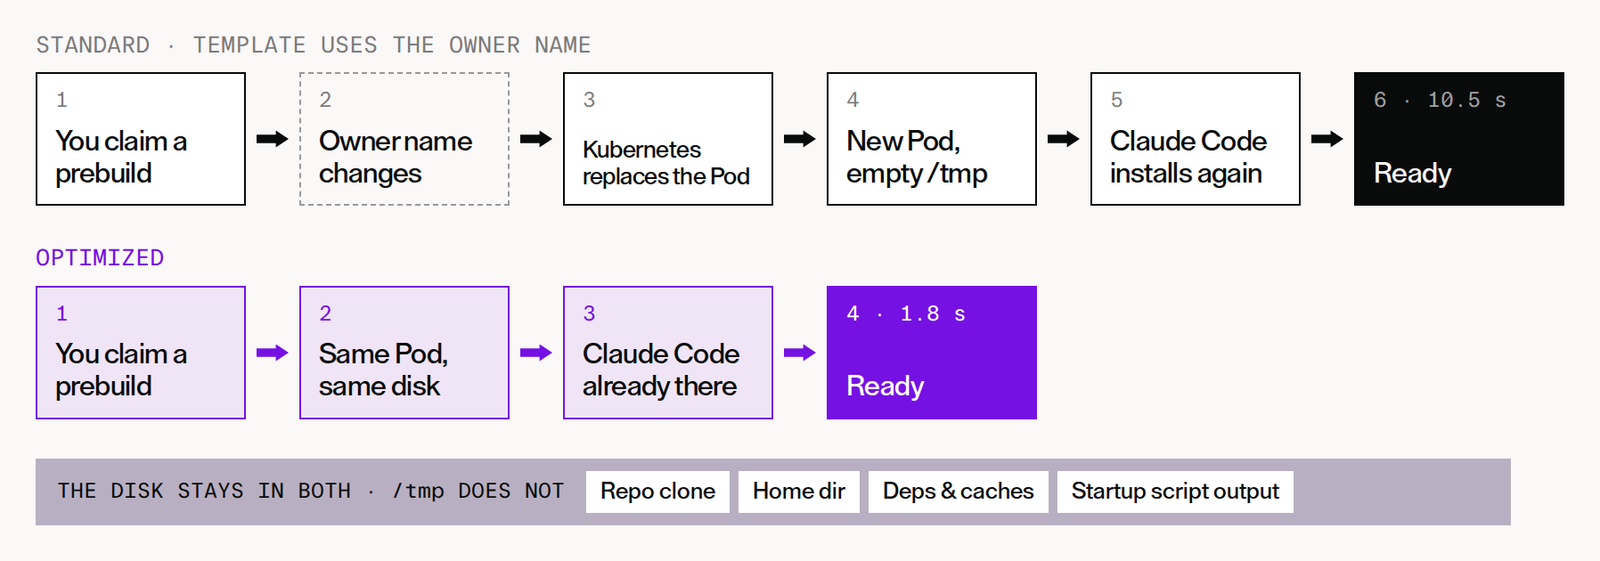 STANDARD · TEMPLATE USES THE OWNER NAME
1
You claim a
prebuild
2
Owner name
changes
3
Kubernetes
replaces the Pod
4
New Pod,
empty /tmp
5
Claude Code
installs again
6 · 10.5 s
Ready
OPTIMIZED
1
You claim a
prebuild
2
Same Pod,
same disk
3
Claude Code
already there
4 · 1.8 s
Ready
THE DISK STAYS IN BOTH · /tmp DOES NOT
Repo clone
Home dir
Deps & caches
Startup script output